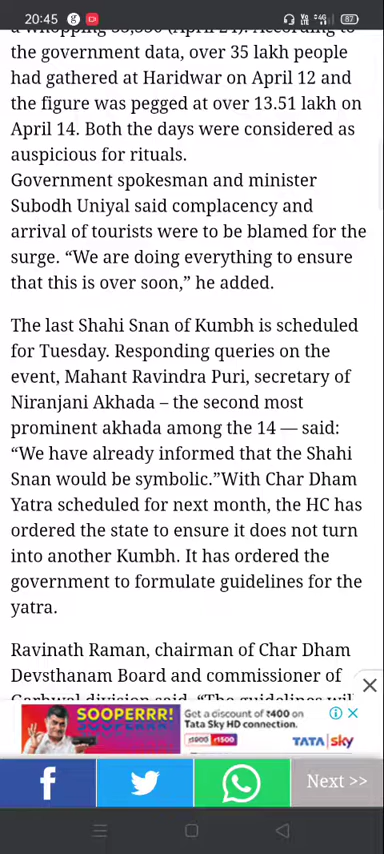 20:45
87
the government data, over 35 lakh people
had gathered at Haridwar on April 12 and
the figure was pegged at over 13.51 lakh on
April 14. Both the days were considered as
auspicious for rituals.
Government spokesman and minister
Subodh Uniyal said complacency and
arrival of tourists were to be blamed for the
surge. “We are doing everything to ensure
that this is over soon,” he added.
The last Shahi Snan of Kumbh is scheduled
for Tuesday. Responding queries on the
event, Mahant Ravindra Puri, secretary of
Niranjani Akhada – the second most
prominent akhada among the 14 — said:
“We have already informed that the Shahi
Snan would be symbolic.”With Char Dham
Yatra scheduled for next month, the HC has
ordered the state to ensure it does not turn
into another Kumbh. It has ordered the
government to formulate guidelines for the
yatra.
Ravinath Raman, chairman of Char Dham
Devsthanam Board and commissioner of
Garhwal division said, “The guidelines will
SOOPERRR!
Get a discount of ₹400 on
Tata Sky HD connection.
₹1500
TATA sky
Next >>